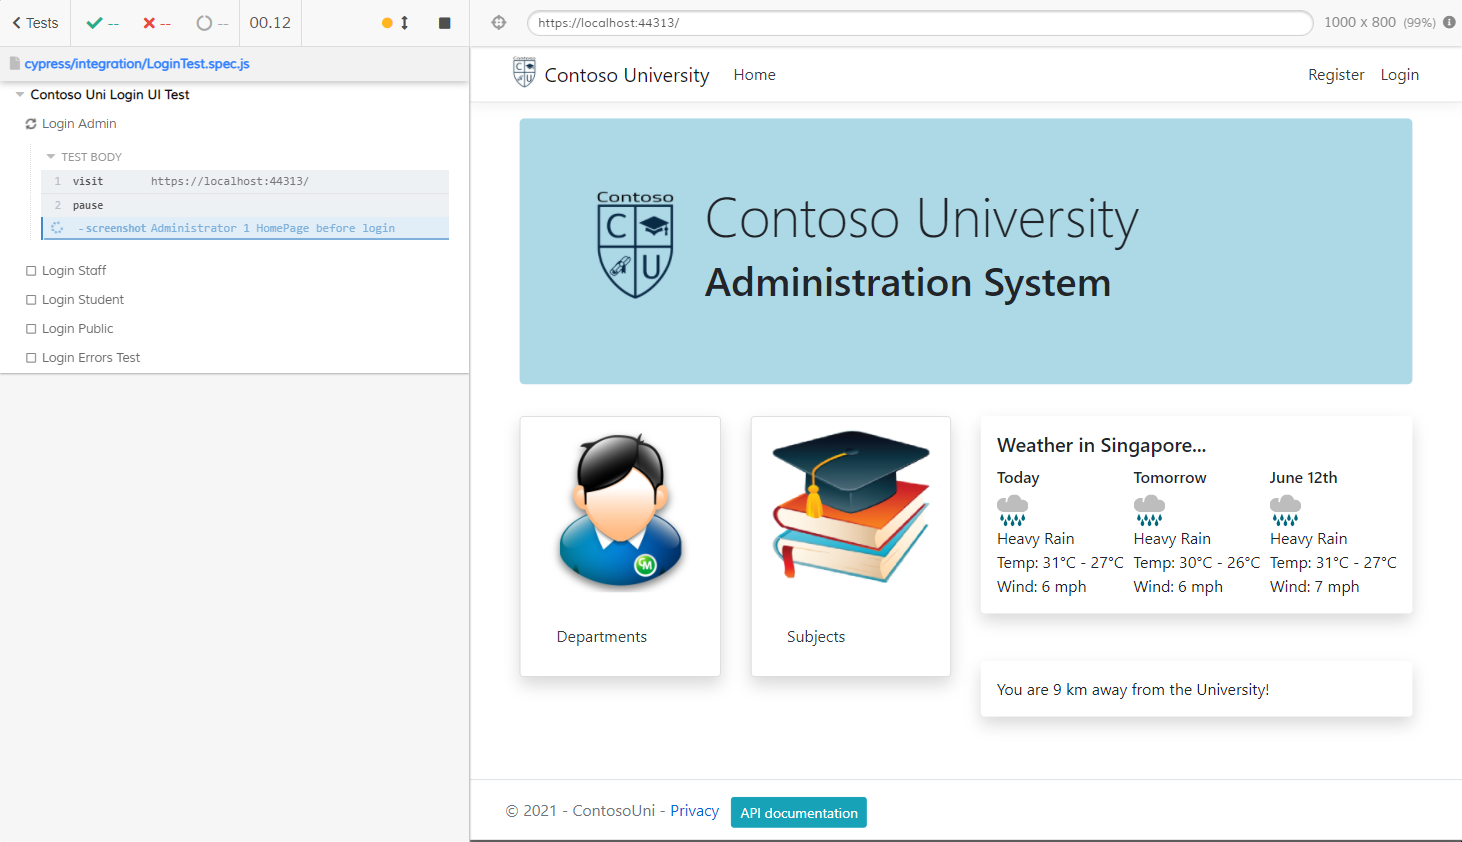 Tests -- -- -- 00.12
https://localhost:44313/ 1000 x 800 (99%)
cypress/integration/LoginTest.spec.js
Contoso Uni Login UI Test
Login Admin
TEST BODY
1 visit https://localhost:44313/
2 pause
- screenshot Administrator 1 HomePage before login
Login Staff
Login Student
Login Public
Login Errors Test
Contoso University Home Register Login
Contoso
C
U
Contoso University
Administration System
CM
Departments
Subjects
Weather in Singapore...
Today Tomorrow June 12th
Heavy Rain Heavy Rain Heavy Rain
Temp: 31°C - 27°C Temp: 30°C - 26°C Temp: 31°C - 27°C
Wind: 6 mph Wind: 6 mph Wind: 7 mph
You are 9 km away from the University!
© 2021 - ContosoUni - Privacy API documentation